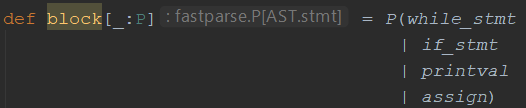 def block[_:P] : fastparse.P[AST.stmt] = P(while_stmt
| if_stmt
| printval
| assign)